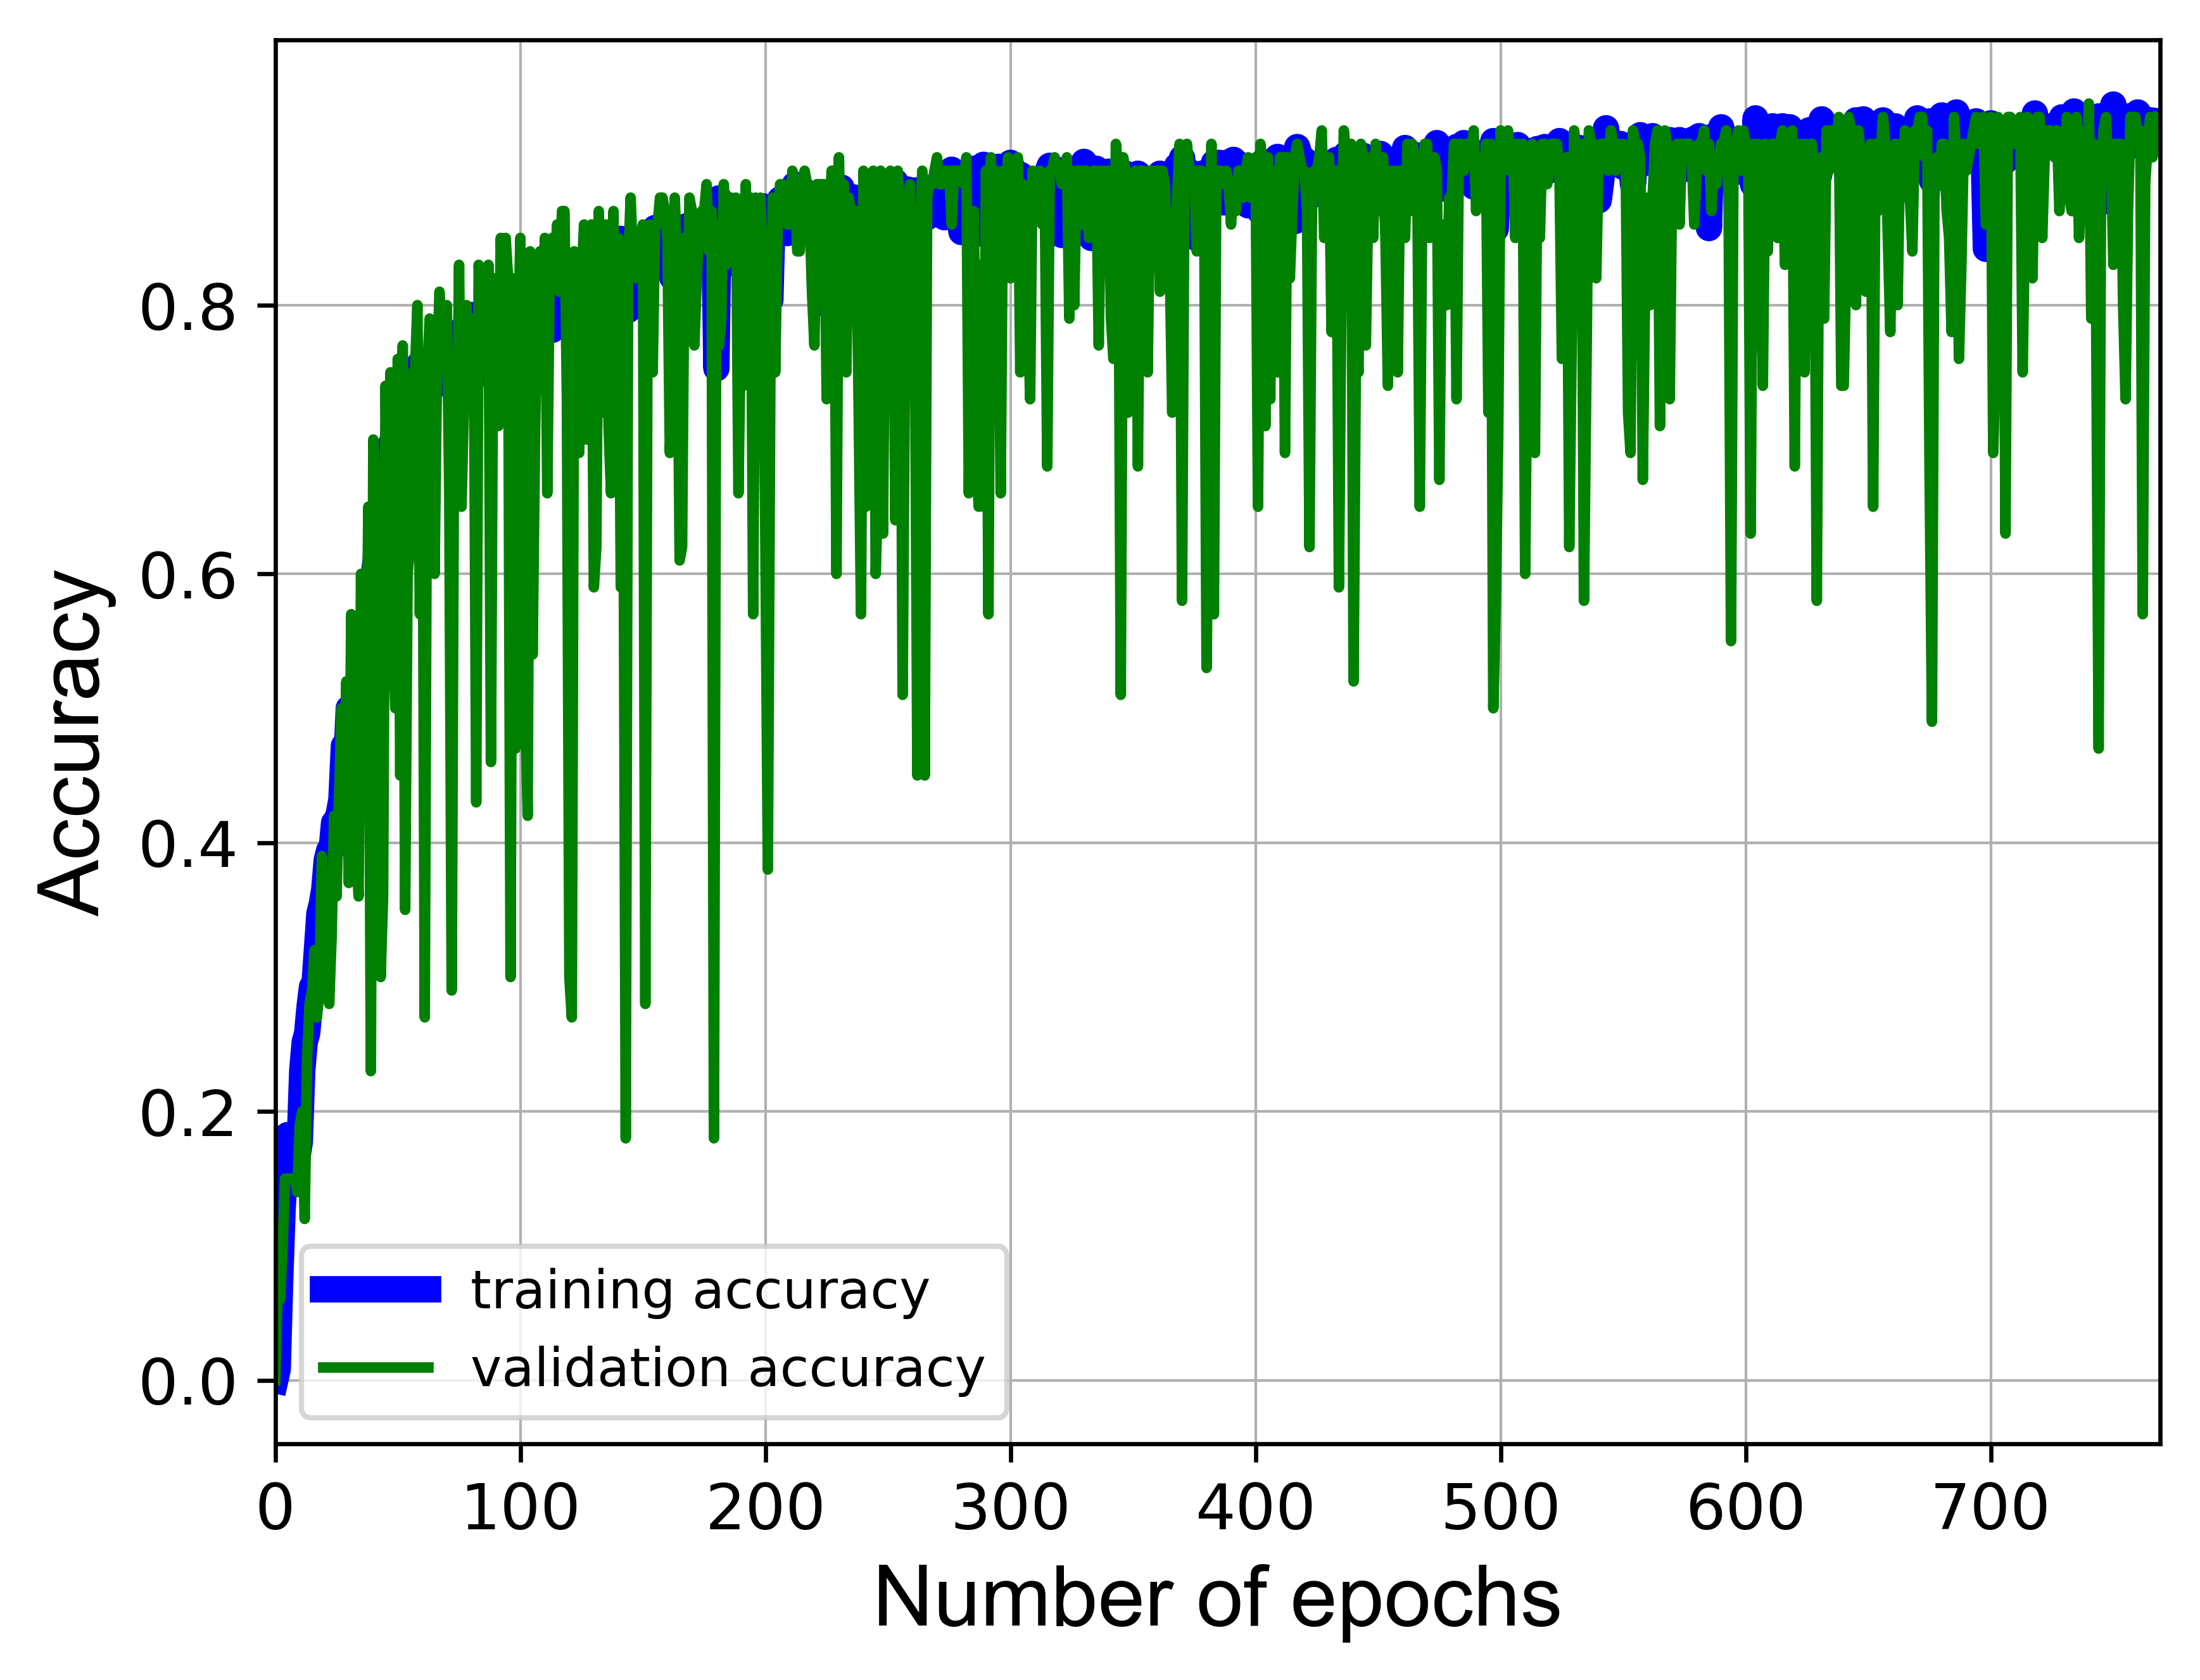 Accuracy
0.8
0.6
0.4
0.2
0.0
training accuracy
validation accuracy
0 100 200 300 400 500 600 700
Number of epochs